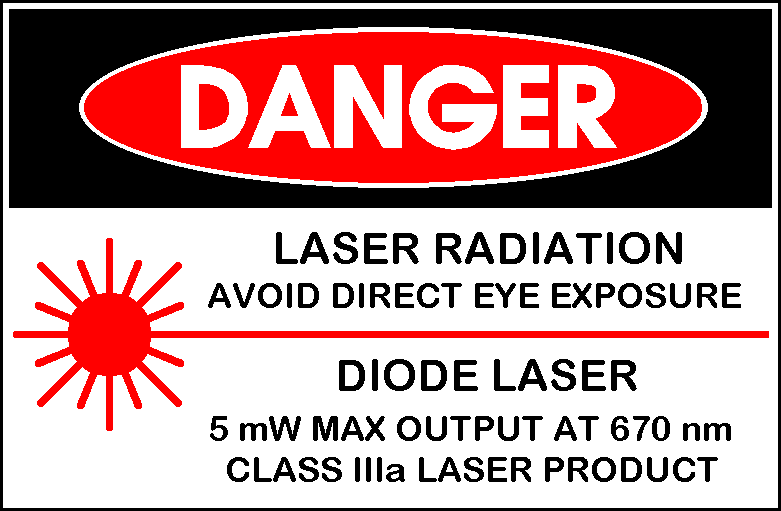 DANGER
LASER RADIATION
AVOID DIRECT EYE EXPOSURE
DIODE LASER
5 mW MAX OUTPUT AT 670 nm
CLASS IIIa LASER PRODUCT